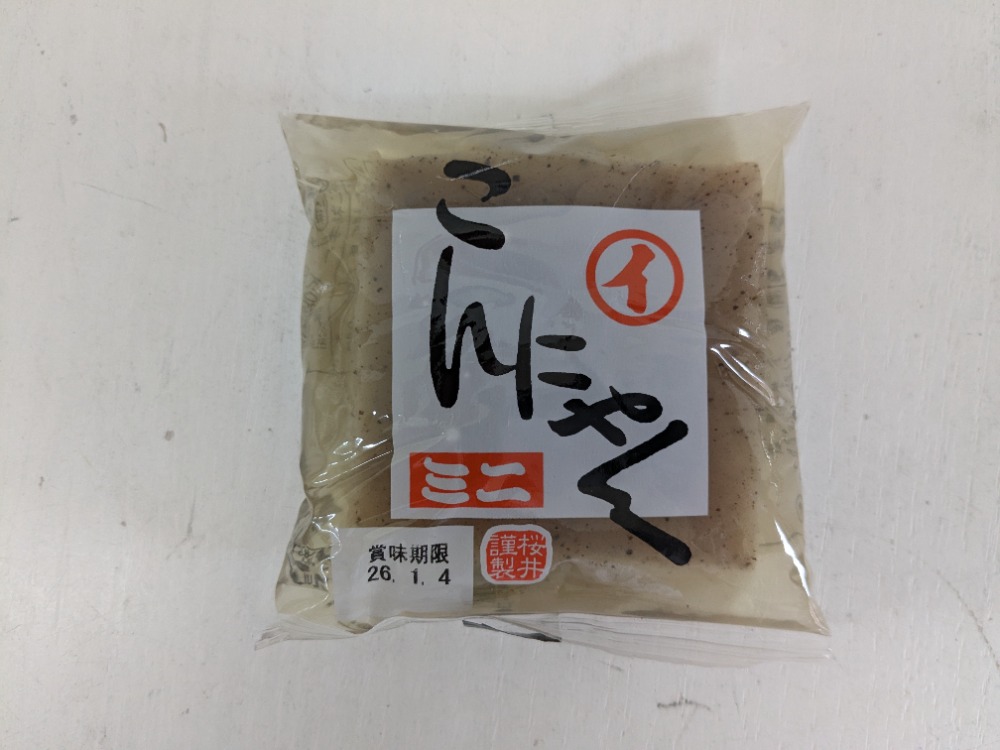 こんにゃく
イ
ミニ
桜井
謹製
賞味期限
26. 1. 4